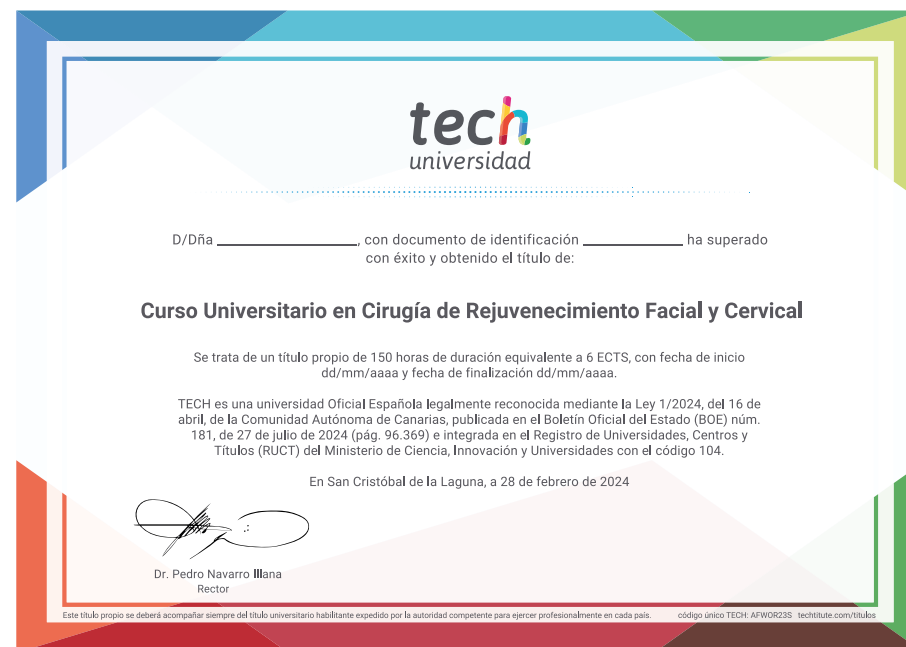 tech
universidad
D/Dña ________________, con documento de identificación ____________ ha superado
con éxito y obtenido el título de:
Curso Universitario en Cirugía de Rejuvenecimiento Facial y Cervical
Se trata de un título propio de 150 horas de duración equivalente a 6 ECTS, con fecha de inicio
dd/mm/aaaa y fecha de finalización dd/mm/aaaa.
TECH es una universidad Oficial Española legalmente reconocida mediante la Ley 1/2024, del 16 de
abril, de la Comunidad Autónoma de Canarias, publicada en el Boletín Oficial del Estado (BOE) núm.
181, de 27 de julio de 2024 (pág. 96.369) e integrada en el Registro de Universidades, Centros y
Títulos (RUCT) del Ministerio de Ciencia, Innovación y Universidades con el código 104.
En San Cristóbal de la Laguna, a 28 de febrero de 2024
Dr. Pedro Navarro Illana
Rector
Este título propio se deberá acompañar siempre del título universitario habilitante expedido por la autoridad competente para ejercer profesionalmente en cada país. código único TECH: AFWOR23S techtitute.com/titulos